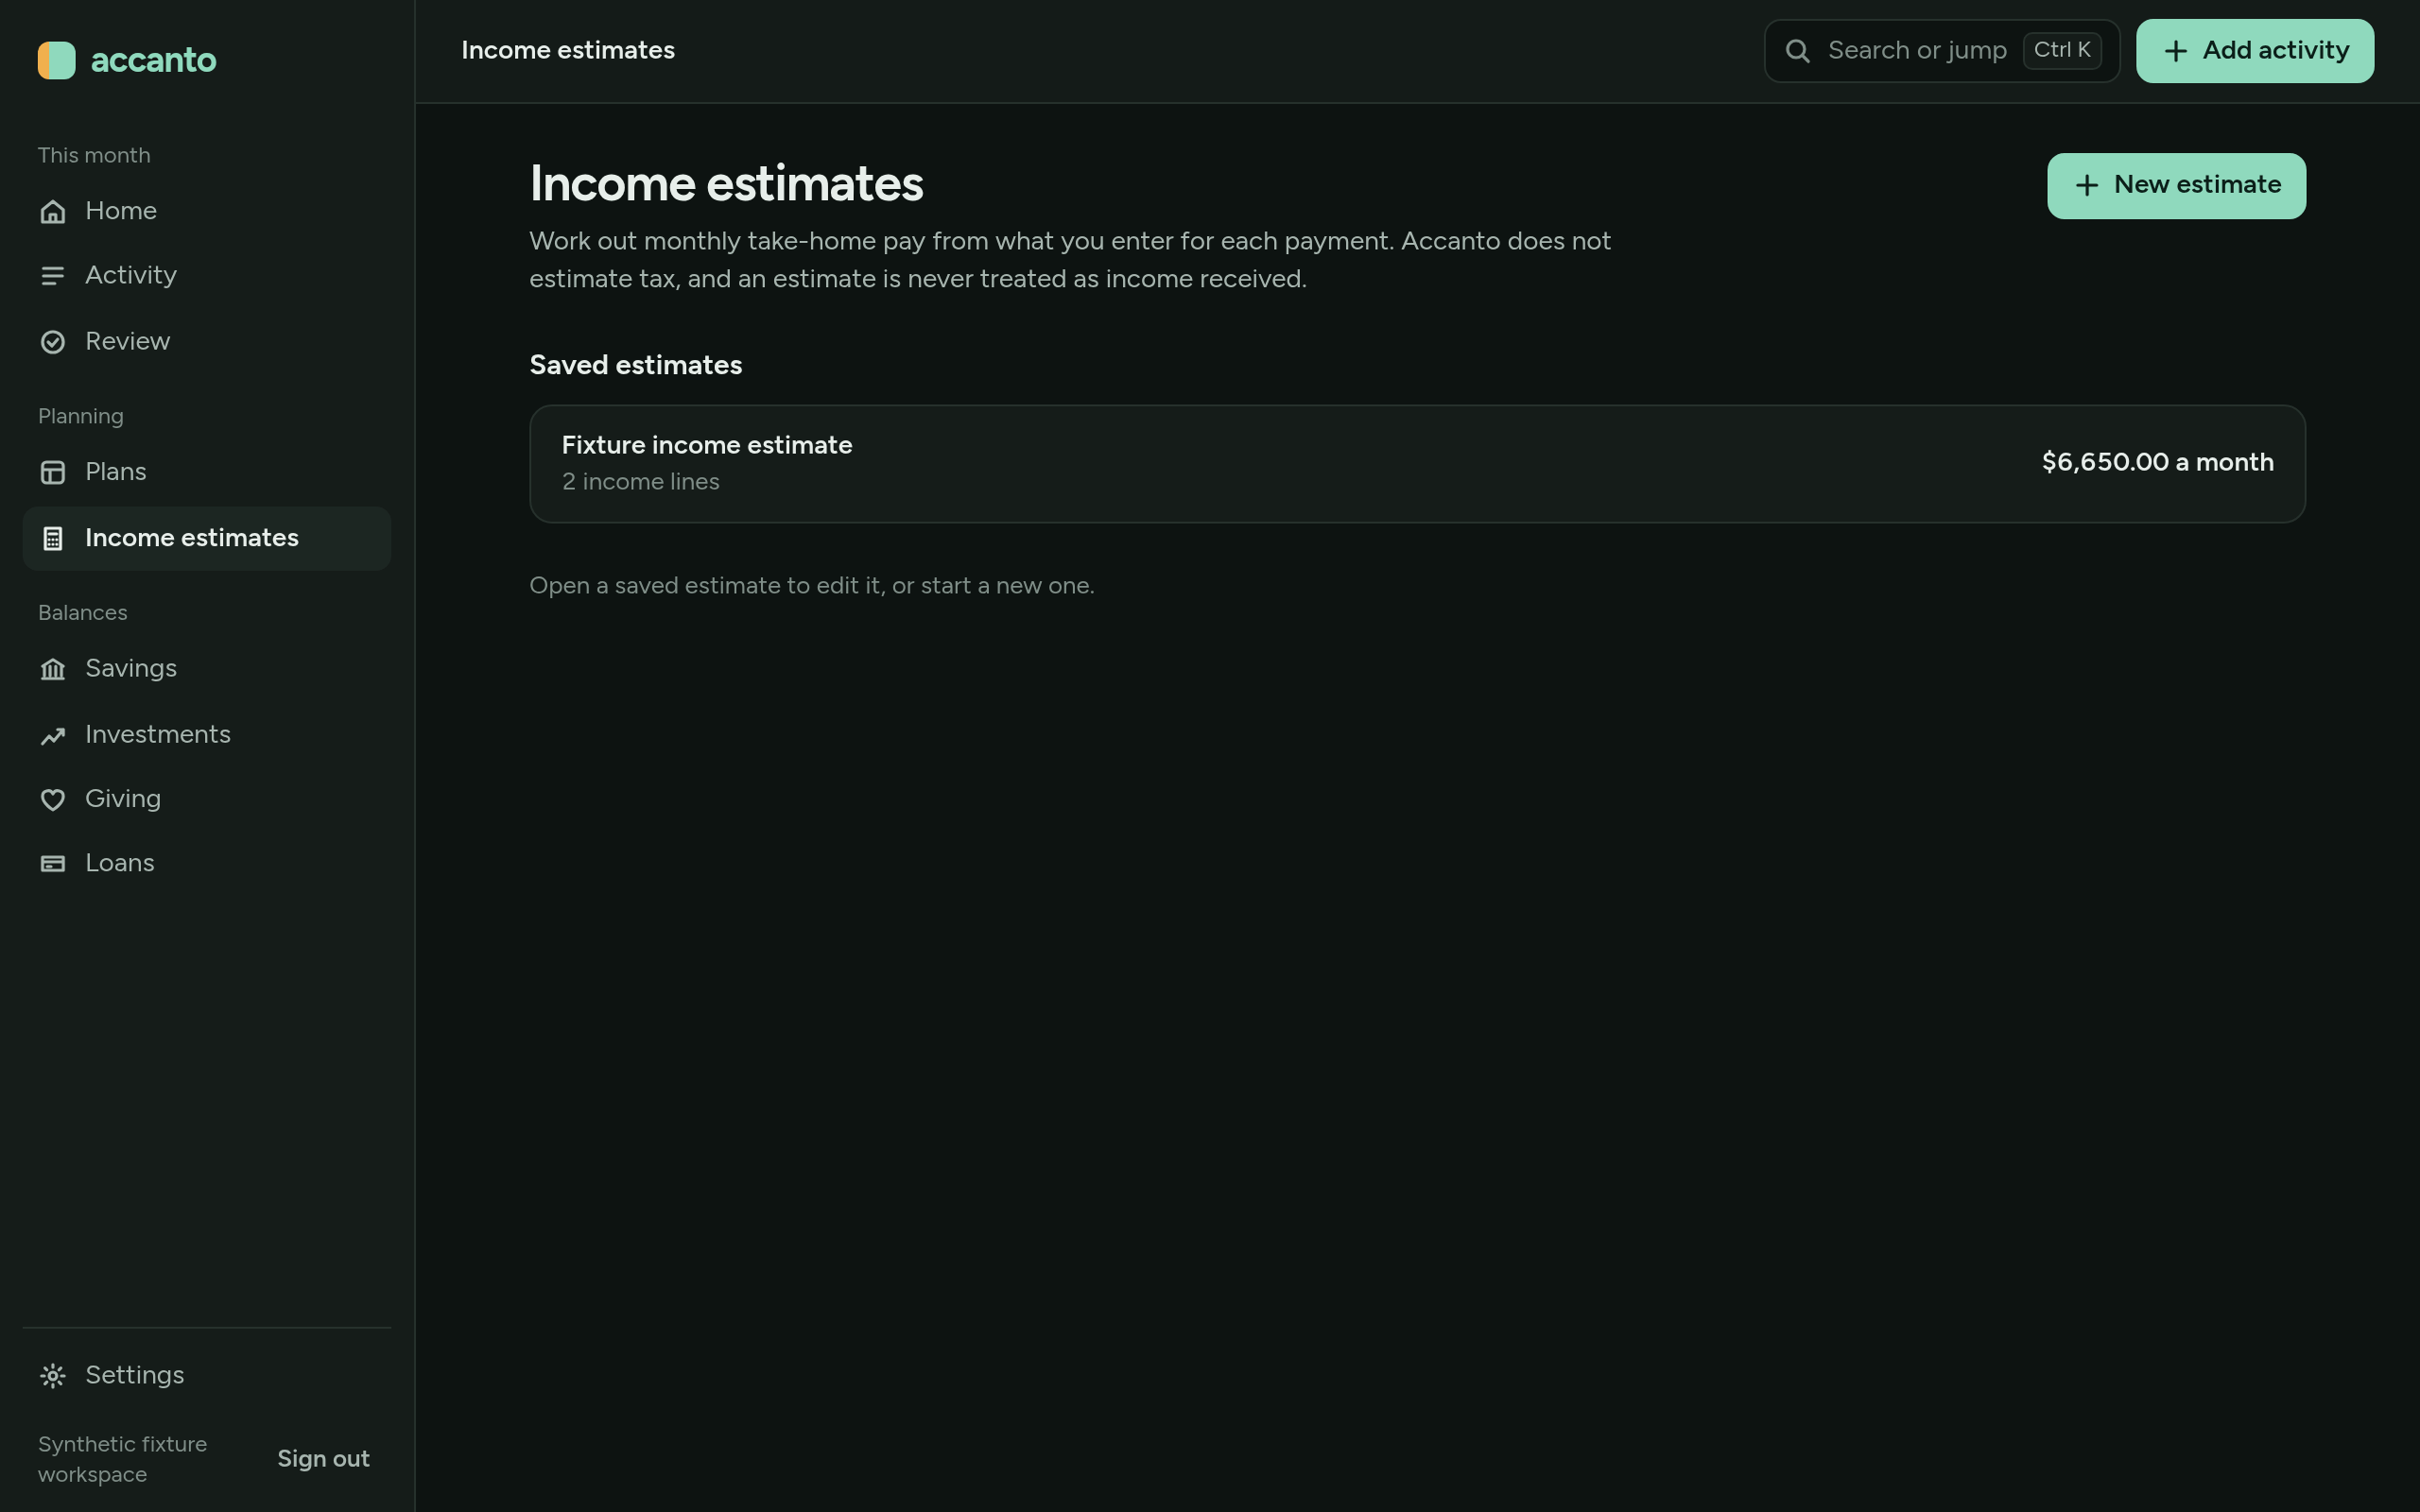 accanto
This month
Home
Activity
Review
Planning
Plans
Income estimates
Balances
Savings
Investments
Giving
Loans
Settings
Synthetic fixture
workspace
Sign out
Income estimates
Search or jump
Ctrl K
Add activity
Income estimates
New estimate
Work out monthly take-home pay from what you enter for each payment. Accanto does not
estimate tax, and an estimate is never treated as income received.
Saved estimates
Fixture income estimate
2 income lines
$6,650.00 a month
Open a saved estimate to edit it, or start a new one.